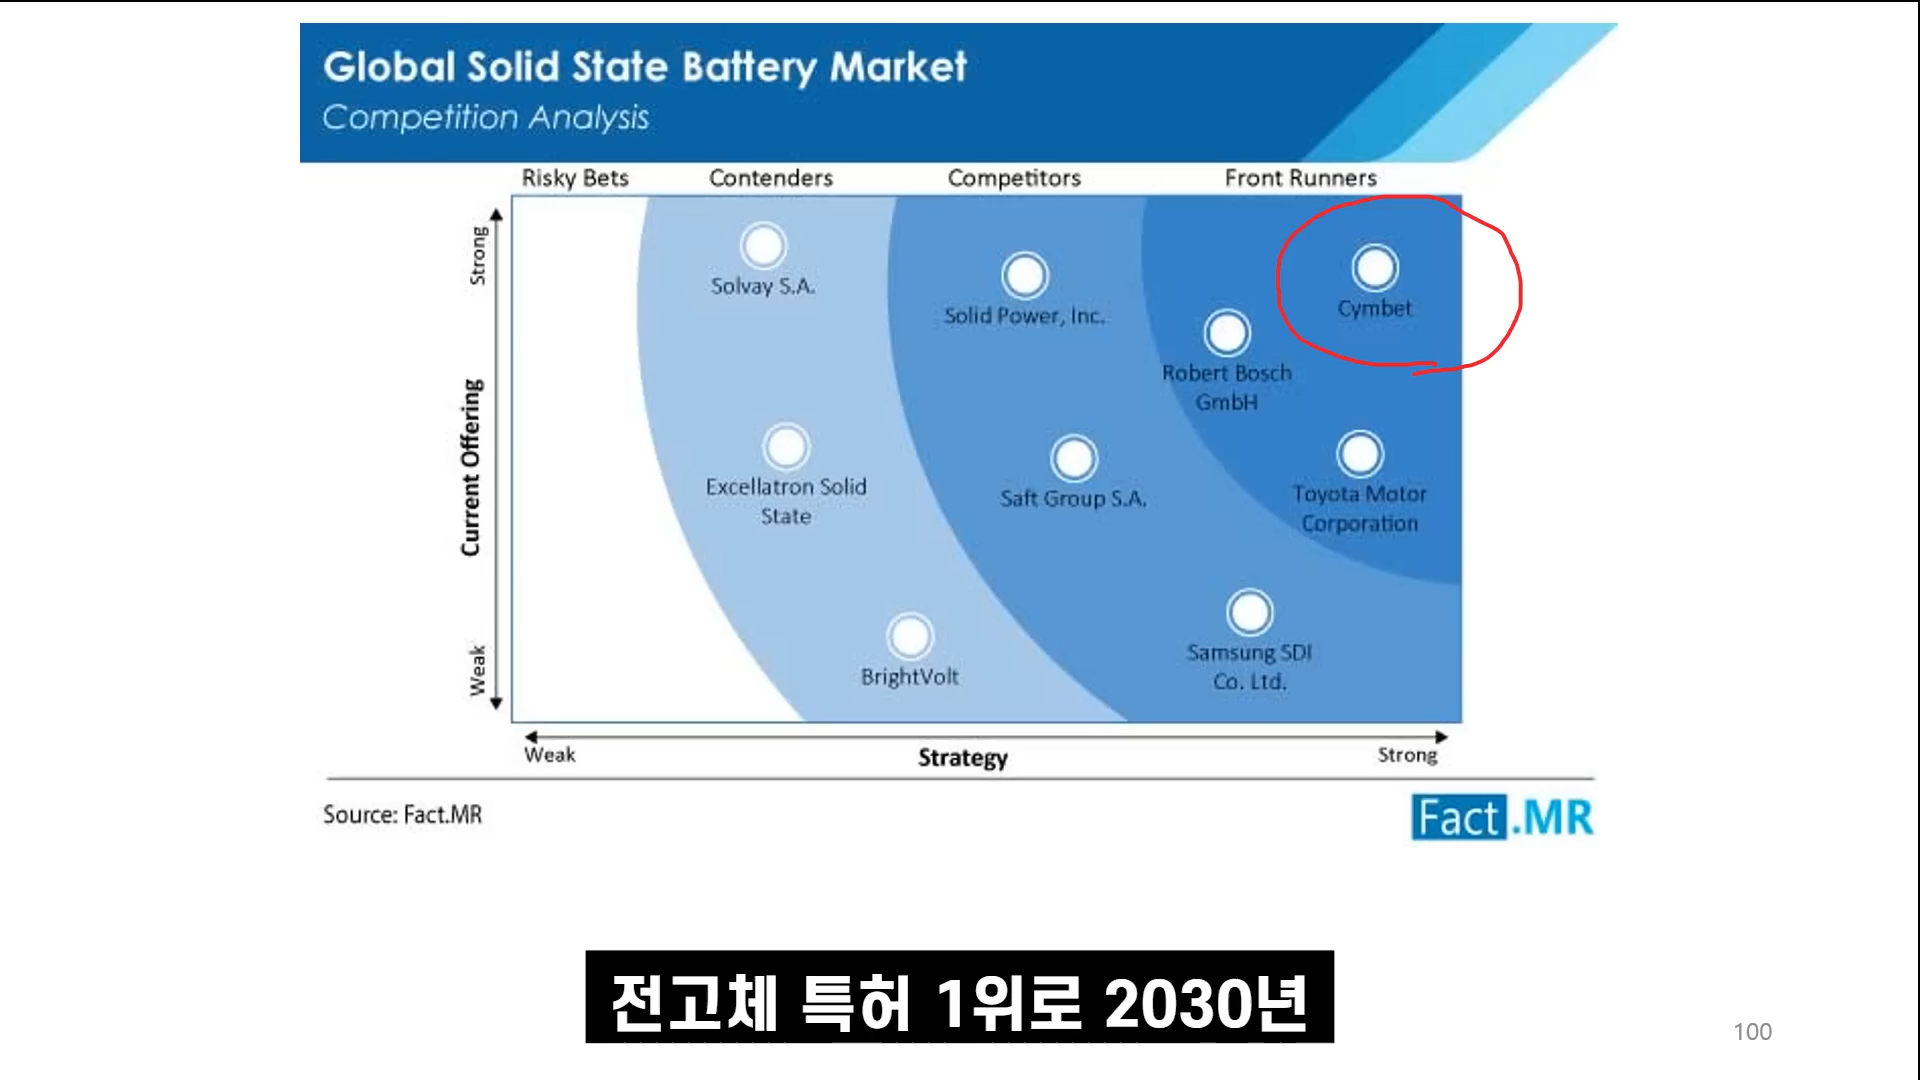 Global Solid State Battery Market
Competition Analysis
Risky Bets
Contenders
Competitors
Front Runners
Strong
Current Offering
Weak
Solvay S.A.
Solid Power, Inc.
Cymbet
Robert Bosch
GmbH
Excellatron Solid
State
Saft Group S.A.
Toyota Motor
Corporation
BrightVolt
Samsung SDI
Co. Ltd.
Weak
Strategy
Strong
Source: Fact.MR
Fact.MR
전고체 특허 1위로 2030년
100